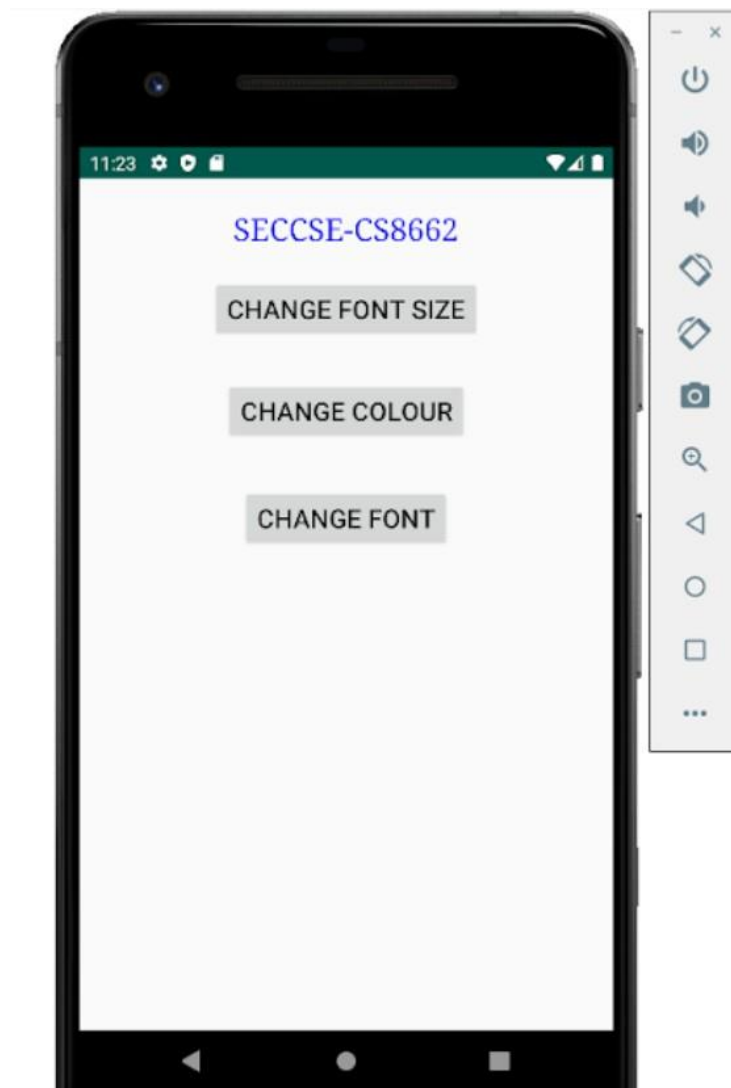 11:23
SECCSE-CS8662
CHANGE FONT SIZE
CHANGE COLOUR
CHANGE FONT